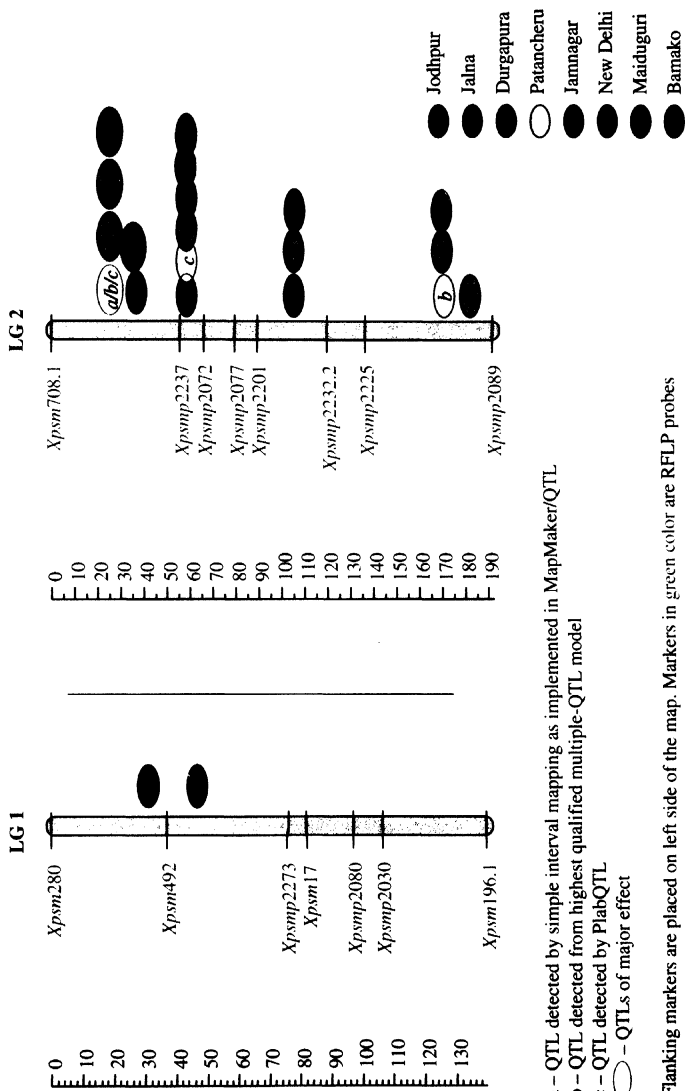 LG 1
0
10
20
30
40
50
60
70
80
90
100
110
120
130
Xpsm280
Xpsm492
Xpsmp2273
Xpsm17
Xpsmp2080
Xpsmp2030
Xpsm196.1
LG 2
0
10
20
30
40
50
60
70
80
90
100
110
120
130
140
150
160
170
180
190
Xpsm708.1
Xpsmp2237
Xpsmp2072
Xpsmp2077
Xpsmp2201
Xpsmp2232.2
Xpsmp2225
Xpsmp2089
a/b/c
c
b
– QTL detected by simple interval mapping as implemented in MapMaker/QTL
– QTL detected from highest qualified multiple-QTL model
– QTL detected by PlabQTL
– QTLs of major effect
Flanking markers are placed on left side of the map. Markers in green color are RFLP probes
Jodhpur
Jalna
Durgapura
Patancheru
Jamnagar
New Delhi
Maiduguri
Bamako